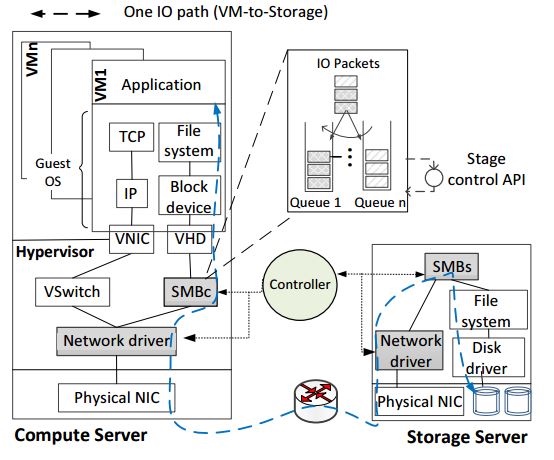 One IO path (VM-to-Storage)
VMn
VM1
Application
Guest
OS
TCP
File
system
IP
Block
device
VNIC
VHD
Hypervisor
VSwitch
SMBc
Network driver
Physical NIC
Compute Server
IO Packets
Queue 1
Queue n
Stage
control API
Controller
SMBs
File
system
Network
driver
Disk
driver
Physical NIC
Storage Server